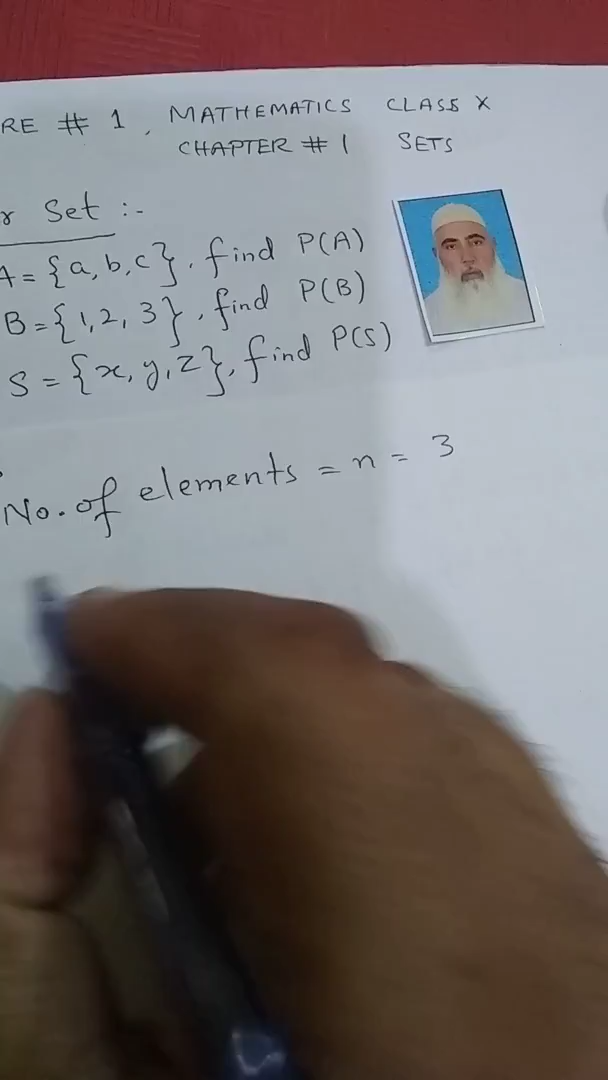 RE # 1, MATHEMATICS CLASS X
CHAPTER # 1 SETS
r Set :-
A = {a, b, c}, find P(A)
B = {1, 2, 3}, find P(B)
S = {x, y, z}, find P(S)
No. of elements = n = 3